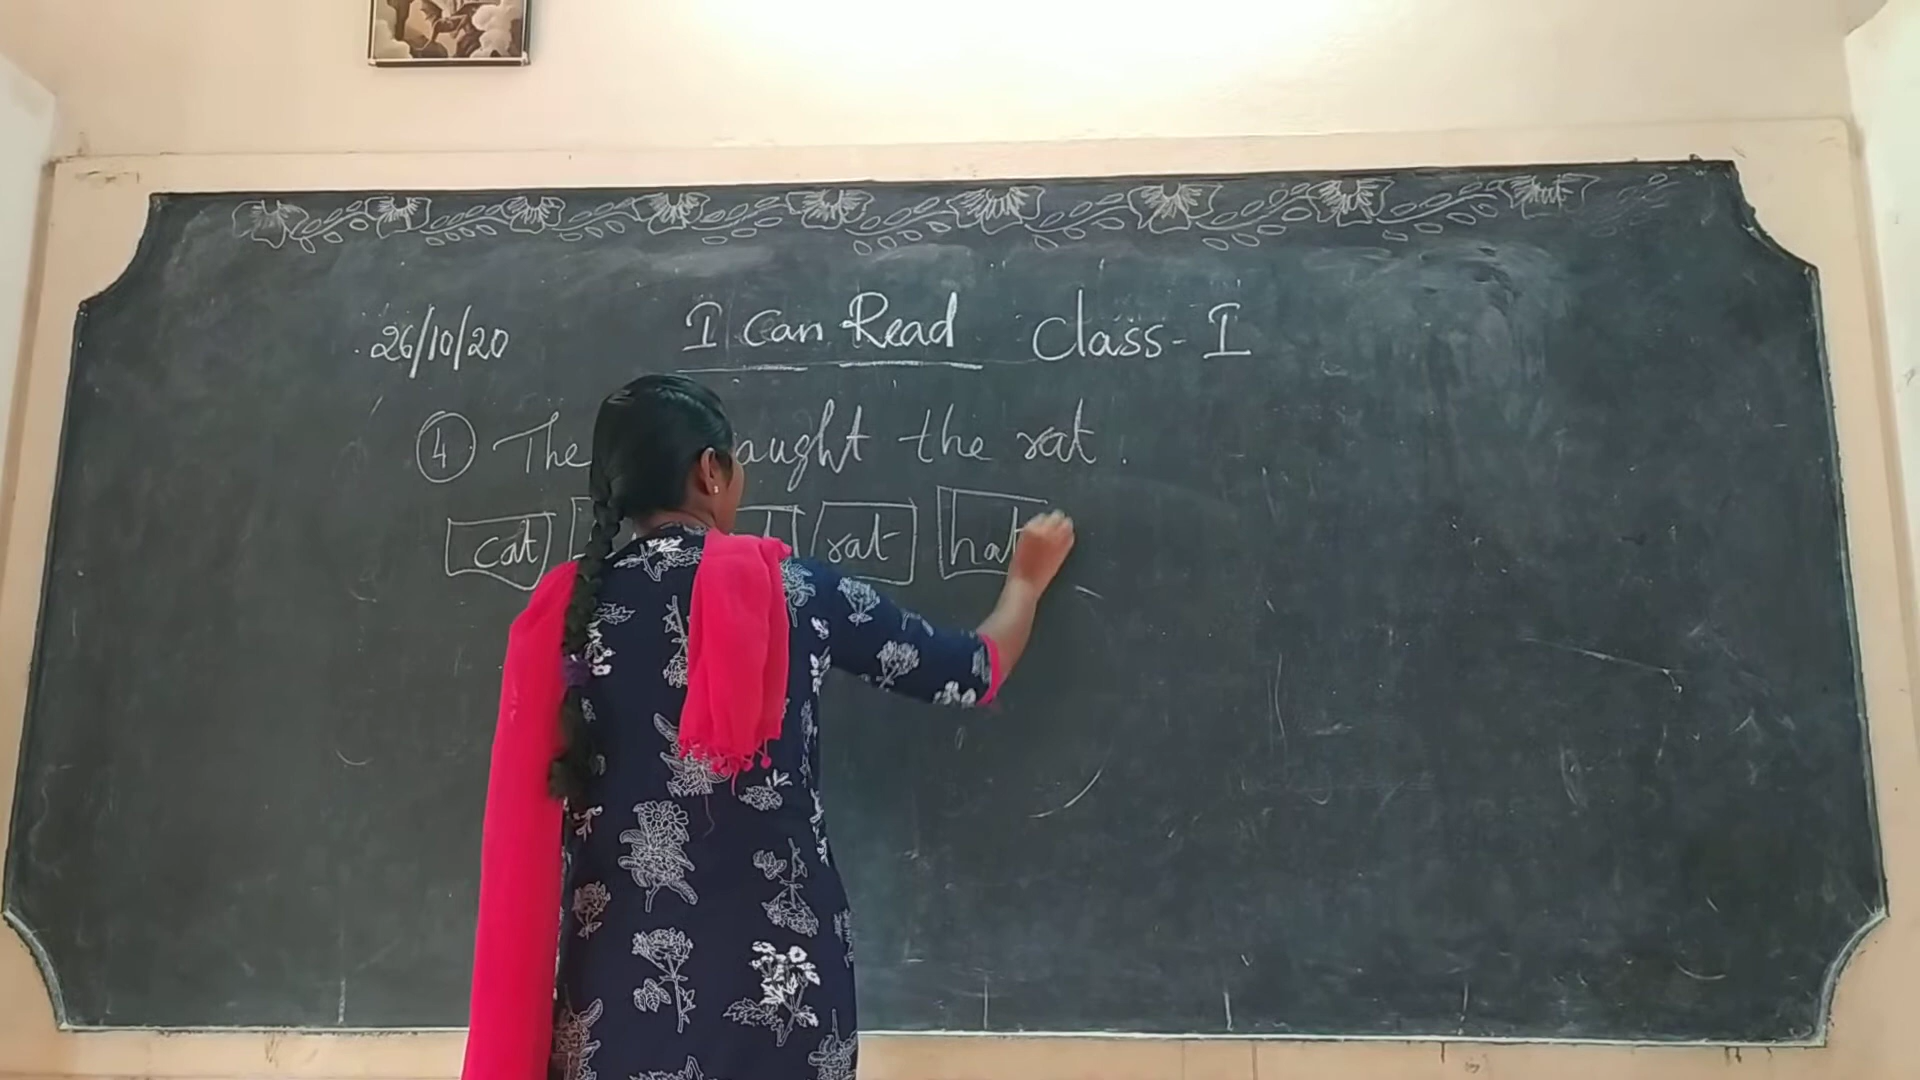 26/10/20 I Can Read Class - I
4 The aught the rat.
cat rat hat